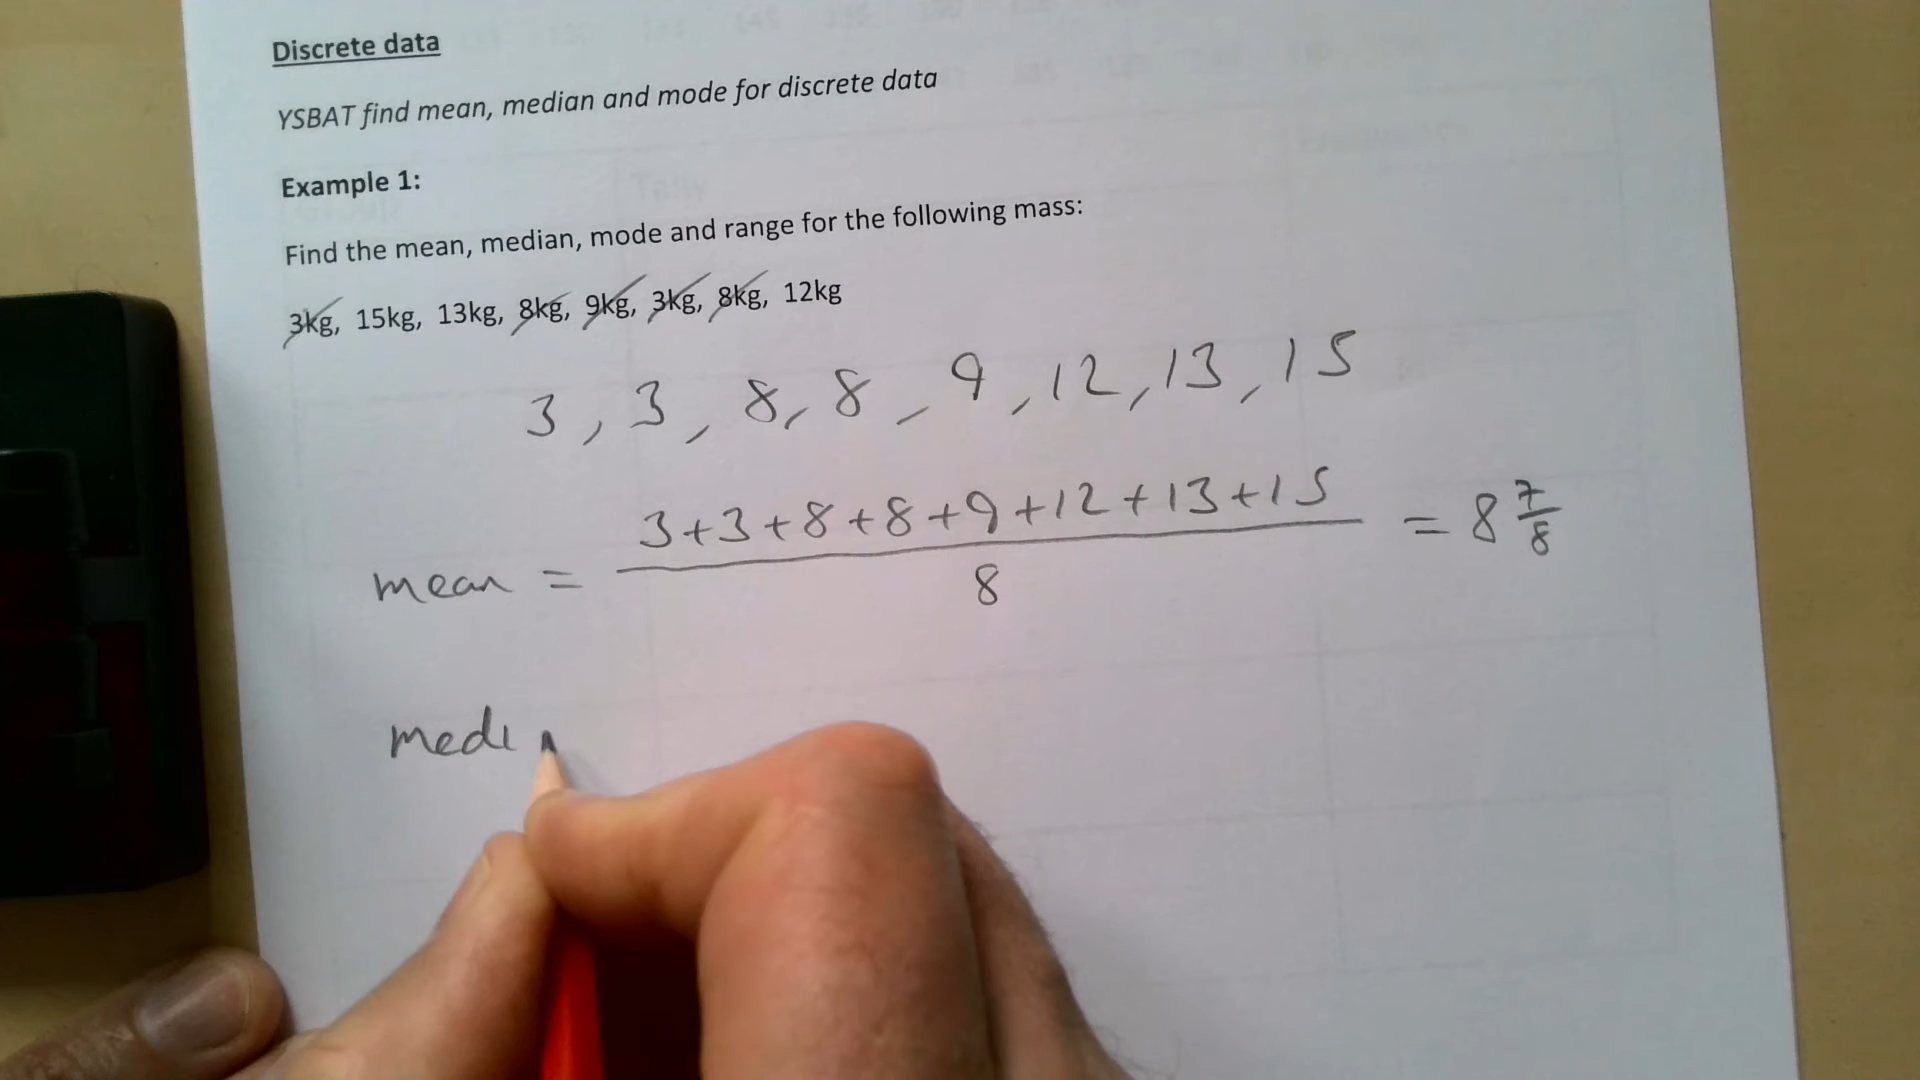 Discrete data
YSBAT find mean, median and mode for discrete data
Example 1:
Find the mean, median, mode and range for the following mass:
3kg, 15kg, 13kg, 8kg, 9kg, 3kg, 8kg, 12kg
3, 3, 8, 8, 9, 12, 13, 15
mean = 3+3+8+8+9+12+13+15 / 8 = 8 7/8
medi